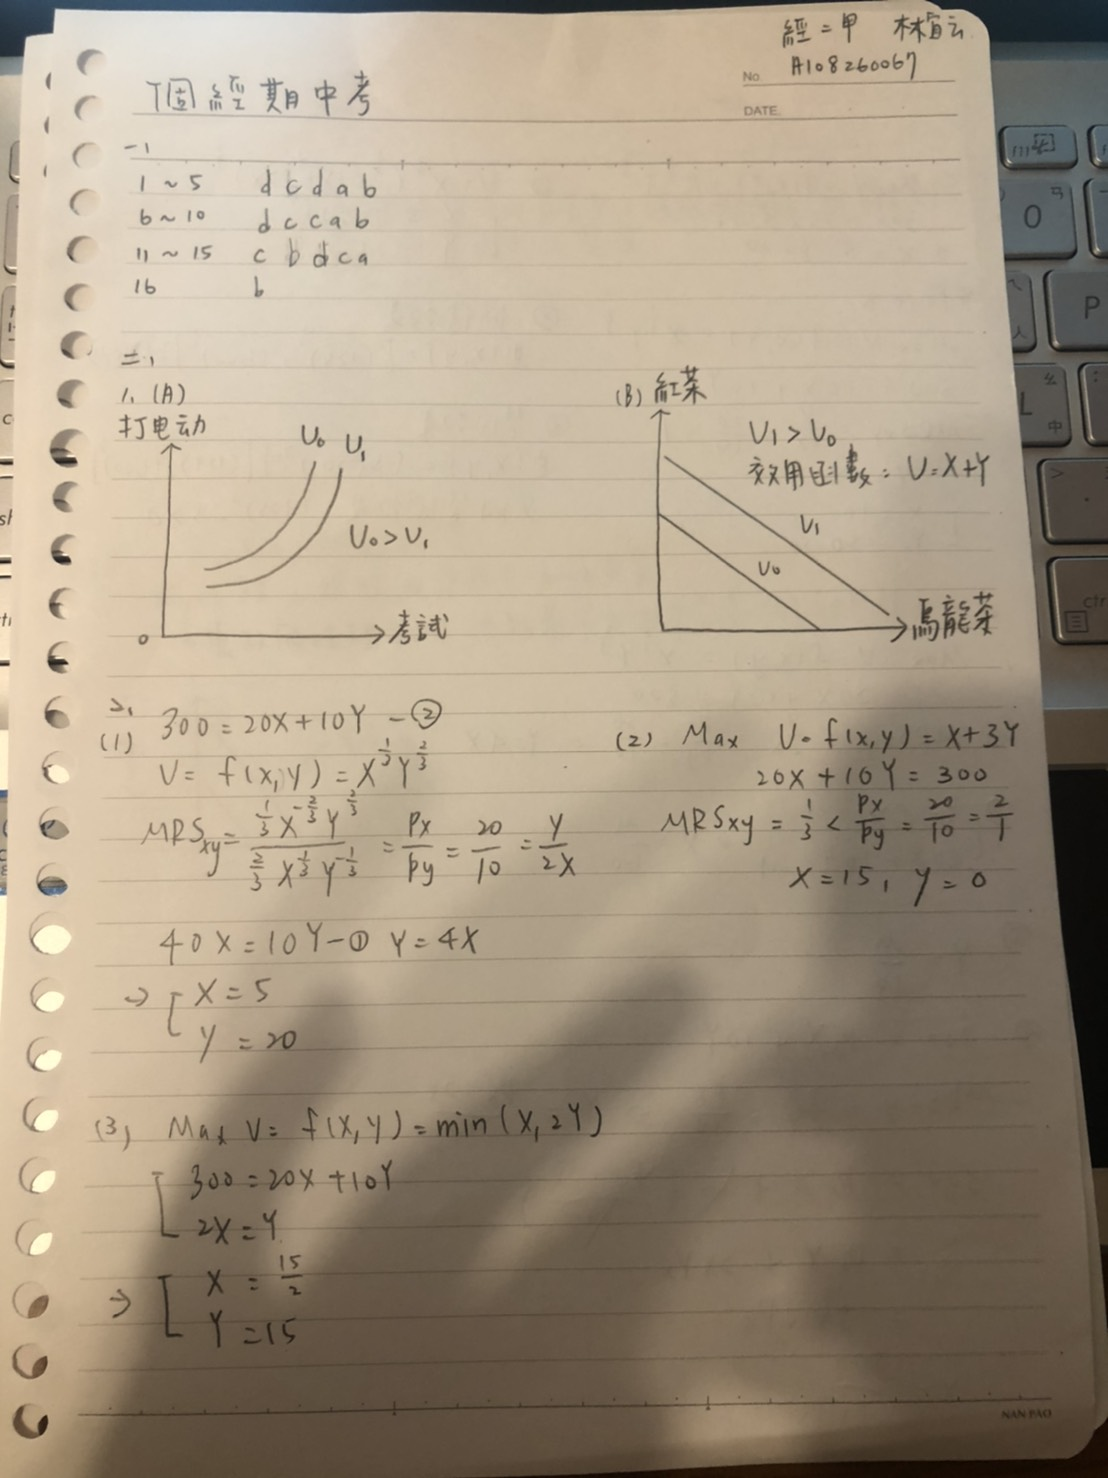 經二甲 林育云
No. A108260067
個經期中考
DATE.
一、
1~5 d c d a b
6~10 d c c a b
11~15 c b d c a
16 b
二、
1. (A)
打电动
U₀ U₁
U₀>U₁
0
考試
(B) 紅茶
U₁>U₀
效用函數: U=X+Y
U₁
U₀
烏龍茶
2.
(1) 300=20X+10Y-②
U= f(x,y)=X^{1/3}Y^{2/3}
MRSxy= (1/3 X^{-2/3} Y^{2/3})/(2/3 X^{1/3} Y^{-1/3}) = Px/Py = 20/10 = Y/2X
40X=10Y-① Y=4X
→ [ X=5
Y=20
(2) Max U=f(x,y)=X+3Y
20X+10Y=300
MRSxy = 1/3 < Px/Py = 20/10 = 2/1
X=15, Y=0
(3) Max U= f(X,Y)=min(X,2Y)
[ 300=20X+10Y
2X=Y
→ [ X = 15/2
Y=15
NAN PAO